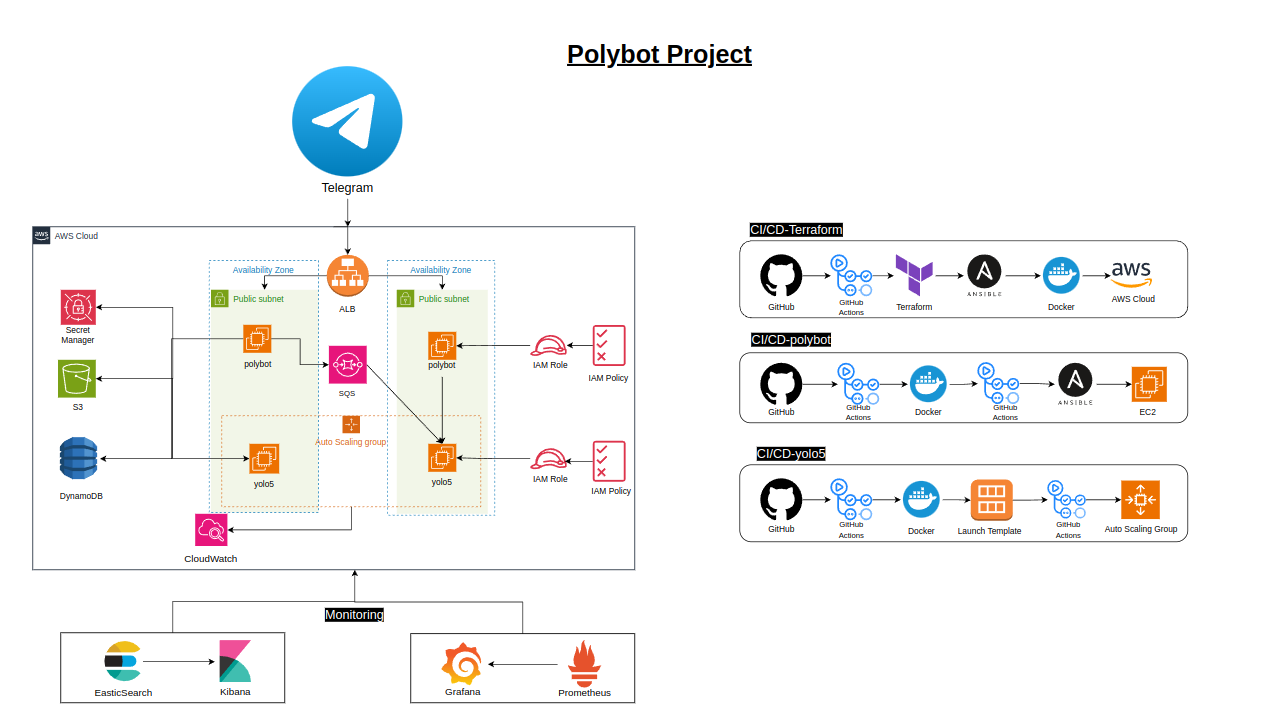 Polybot Project
Telegram
aws
AWS Cloud
Availability Zone
Availability Zone
Public subnet
Public subnet
ALB
Secret
Manager
polybot
polybot
IAM Role
IAM Policy
SQS
S3
Auto Scaling group
yolo5
yolo5
IAM Role
IAM Policy
DynamoDB
CloudWatch
Monitoring
EasticSearch
Kibana
Grafana
Prometheus
CI/CD-Terraform
GitHub
GitHub
Actions
Terraform
ANSIBLE
Docker
aws
AWS Cloud
CI/CD-polybot
GitHub
GitHub
Actions
Docker
GitHub
Actions
ANSIBLE
EC2
CI/CD-yolo5
GitHub
GitHub
Actions
Docker
Launch Template
GitHub
Actions
Auto Scaling Group